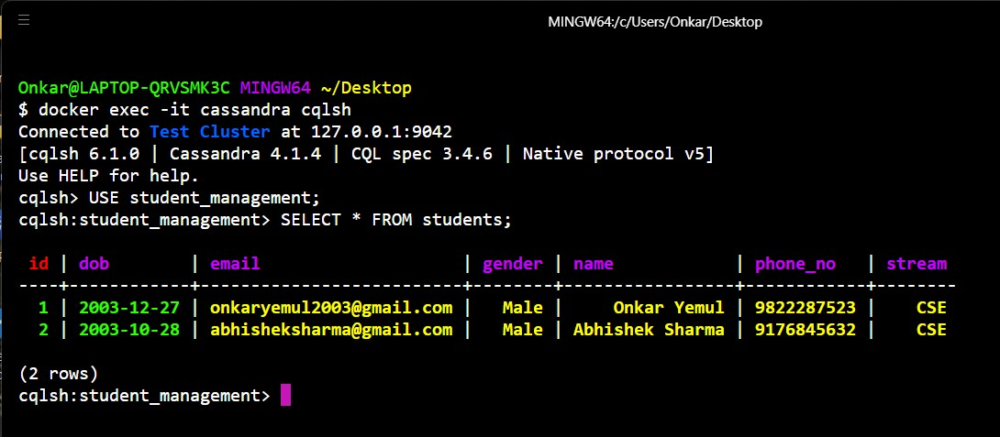 MINGW64:/c/Users/Onkar/Desktop
Onkar@LAPTOP-QRVSMK3C MINGW64 ~/Desktop
$ docker exec -it cassandra cqlsh
Connected to Test Cluster at 127.0.0.1:9042
[cqlsh 6.1.0 | Cassandra 4.1.4 | CQL spec 3.4.6 | Native protocol v5]
Use HELP for help.
cqlsh> USE student_management;
cqlsh:student_management> SELECT * FROM students;
 id | dob        | email                    | gender | name            | phone_no   | stream
----+------------+--------------------------+--------+-----------------+------------+--------
  1 | 2003-12-27 | onkaryemul2003@gmail.com |   Male |     Onkar Yemul | 9822287523 |    CSE
  2 | 2003-10-28 | abhisheksharma@gmail.com |   Male | Abhishek Sharma | 9176845632 |    CSE
(2 rows)
cqlsh:student_management>